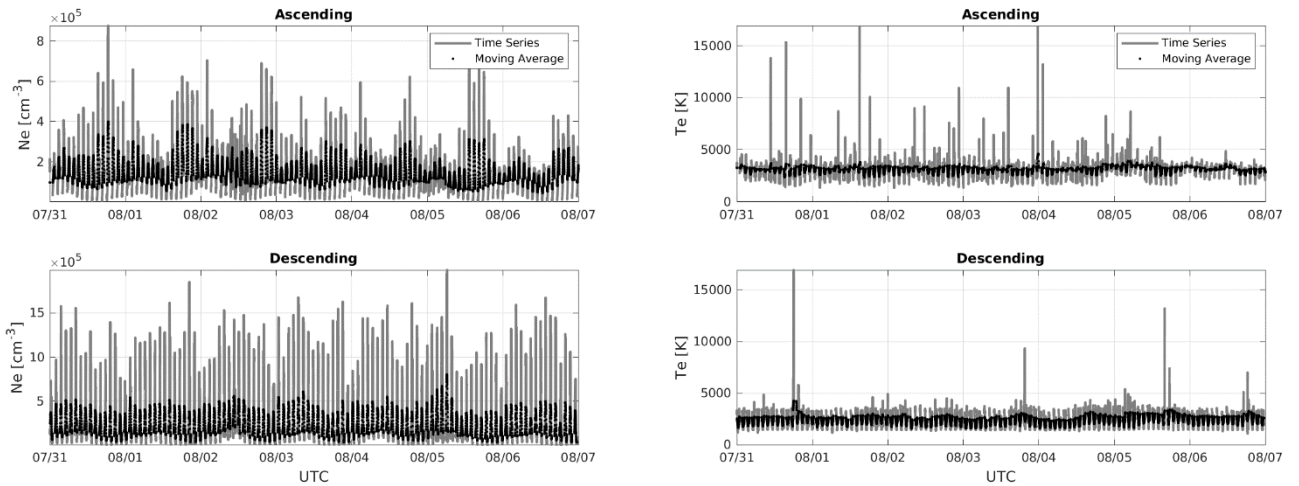 Ascending
×10⁵
Ne [cm⁻³]
8
6
4
2
Time Series
Moving Average
07/31 08/01 08/02 08/03 08/04 08/05 08/06 08/07
Ascending
Te [K]
15000
10000
5000
0
Time Series
Moving Average
07/31 08/01 08/02 08/03 08/04 08/05 08/06 08/07
Descending
×10⁵
Ne [cm⁻³]
15
10
5
07/31 08/01 08/02 08/03 08/04 08/05 08/06 08/07
UTC
Descending
Te [K]
15000
10000
5000
0
07/31 08/01 08/02 08/03 08/04 08/05 08/06 08/07
UTC